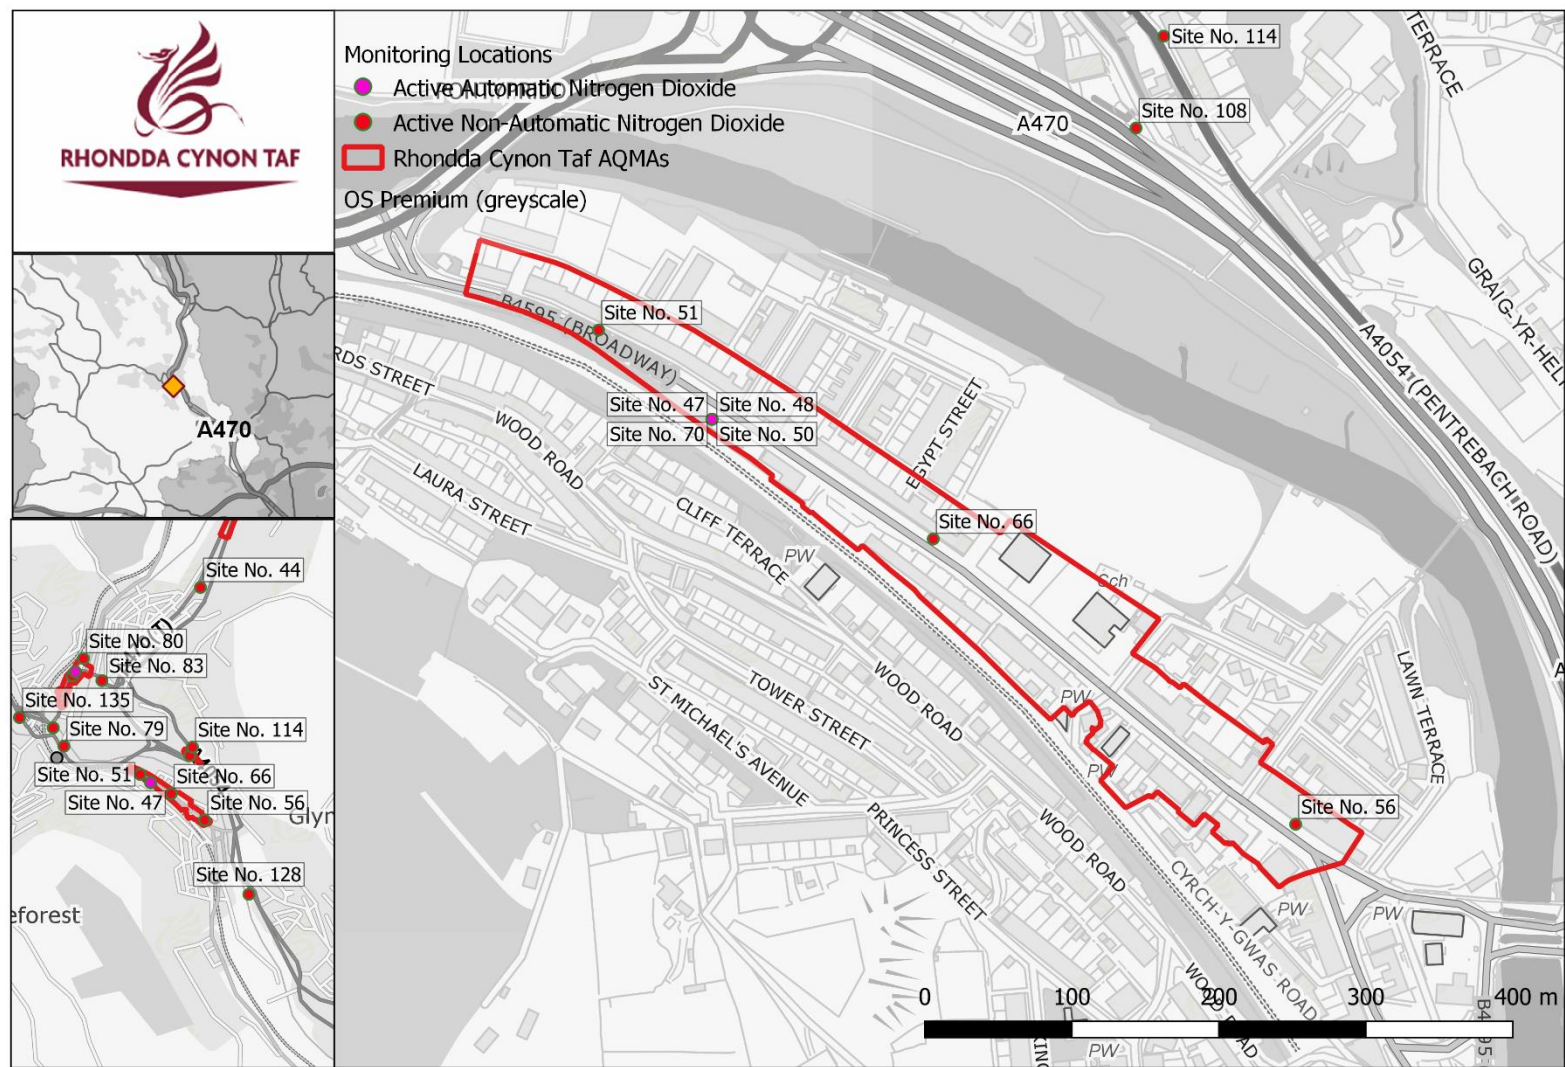 RHONDDA CYNON TAF
Monitoring Locations
Active Automatic Nitrogen Dioxide
Active Non-Automatic Nitrogen Dioxide
Rhondda Cynon Taf AQMAs
OS Premium (greyscale)
A470
Site No. 44
Site No. 80
Site No. 83
Site No. 135
Site No. 79
Site No. 114
Site No. 51
Site No. 66
Site No. 47
Site No. 56
Glyn
Site No. 128
eforest
Site No. 114
TERRACE
Site No. 108
A470
GRAIG-YR-HEL
A4054 (PENTREBACH ROAD)
Site No. 51
B4595 (BROADWAY)
RDS STREET
Site No. 47
Site No. 48
Site No. 70
Site No. 50
WOOD ROAD
EGYPT STREET
LAURA STREET
CLIFF TERRACE
PW
Site No. 66
Sch
WOOD ROAD
TOWER STREET
ST MICHAEL'S AVENUE
PW
PW
LAWN TERRACE
A
Site No. 56
PRINCESS STREET
WOOD ROAD
CYRCH-Y-GWAS ROAD
PW
PW
WOOD ROAD
B4595
KING
PW
0
100
200
300
400 m